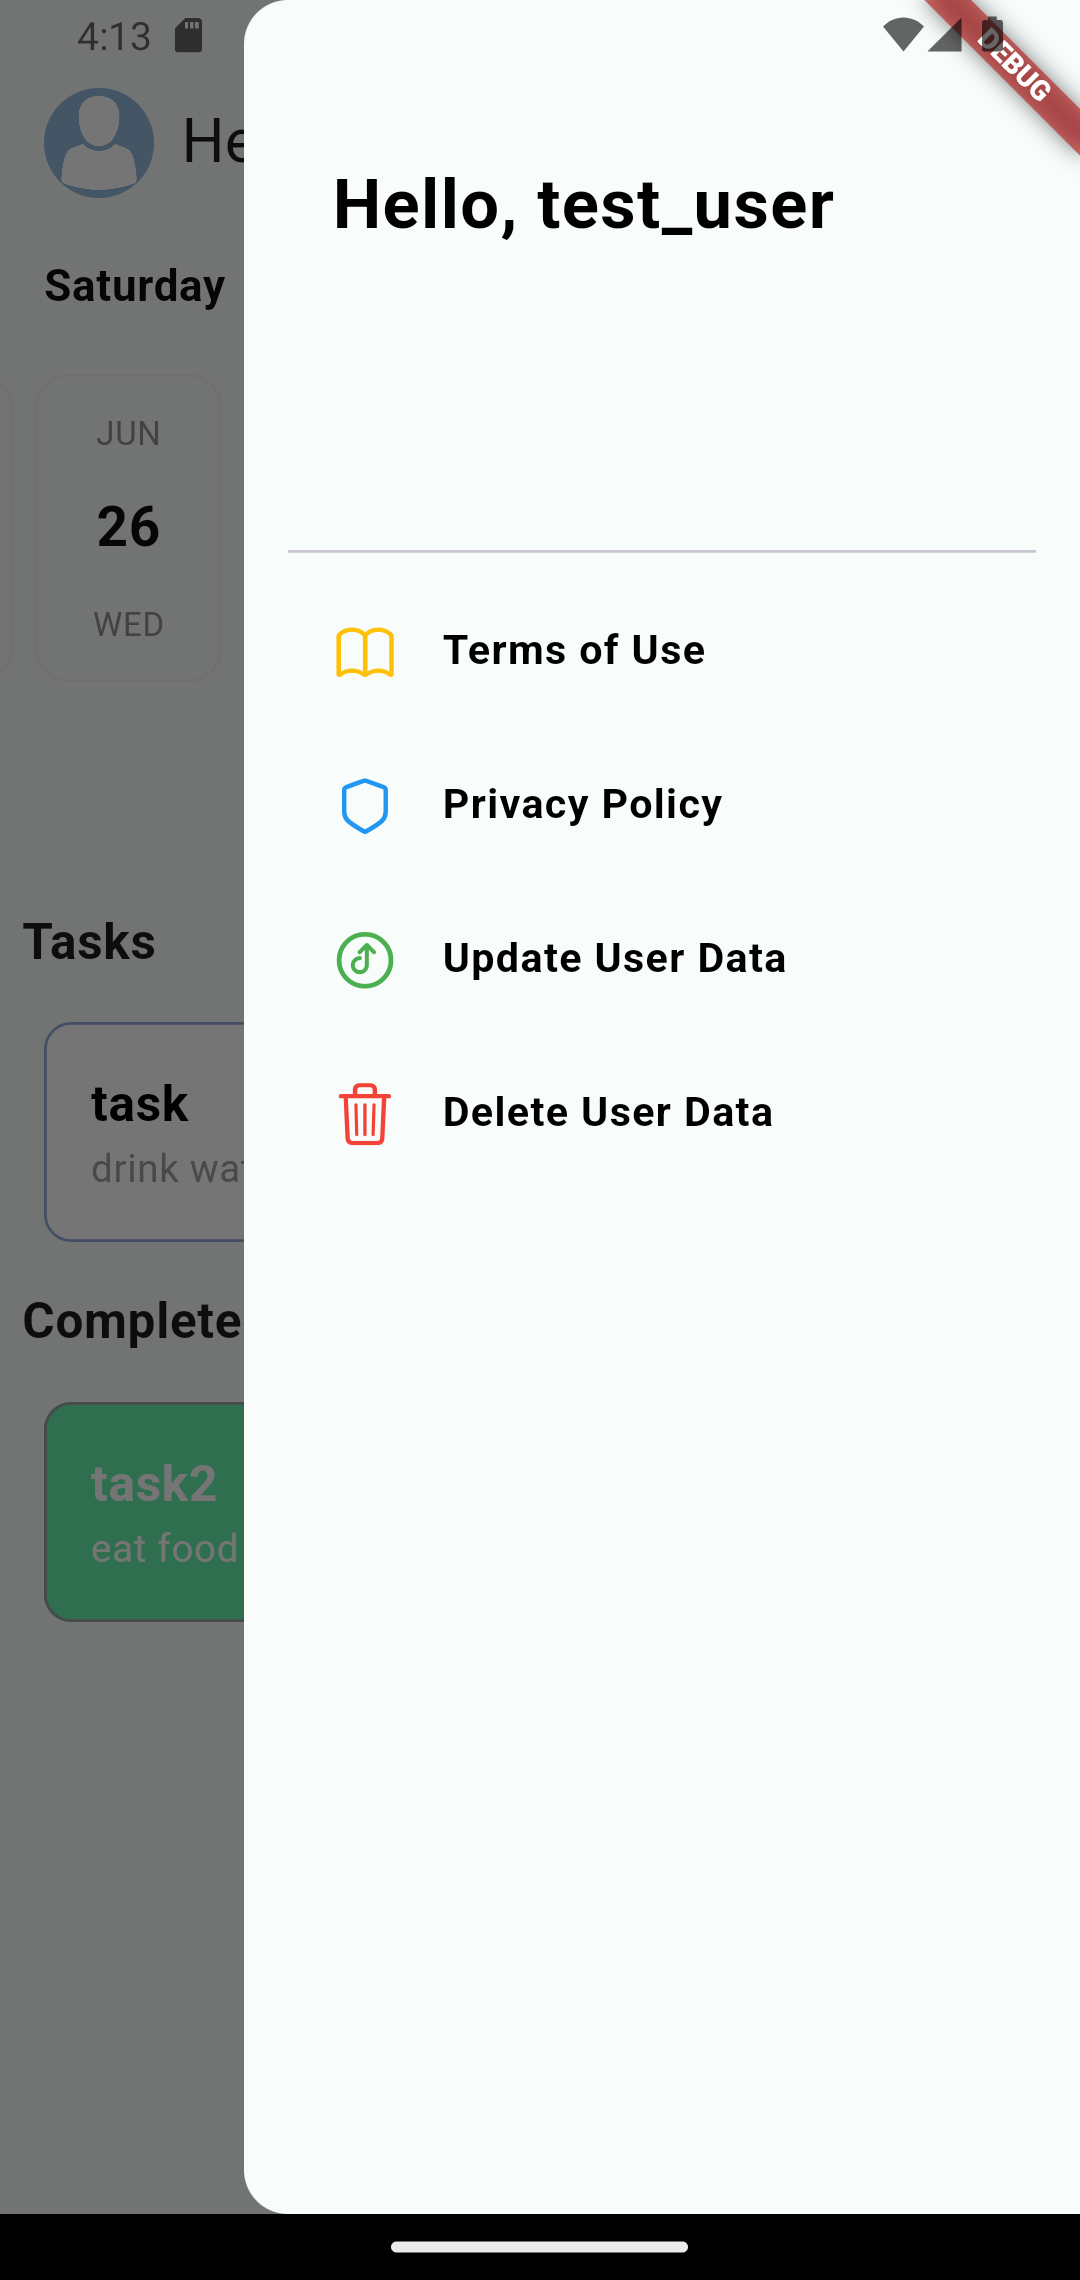 4:13
DEBUG
He
Hello, test_user
Saturday
JUN
26
WED
Terms of Use
Privacy Policy
Update User Data
Delete User Data
Tasks
task
drink wat
Complete
task2
eat food